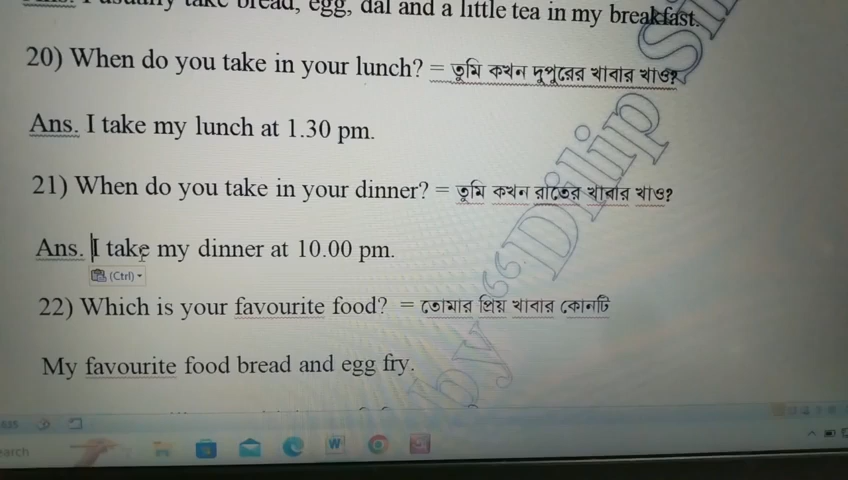 I usually take bread, egg, dal and a little tea in my breakfast.
20) When do you take in your lunch? = তুমি কখন দুপুরের খাবার খাও?
Ans. I take my lunch at 1.30 pm.
21) When do you take in your dinner? = তুমি কখন রাতের খাবার খাও?
Ans. I take my dinner at 10.00 pm.
(Ctrl)
22) Which is your favourite food? = তোমার প্রিয় খাবার কোনটি
My favourite food bread and egg fry.
by “Dilip